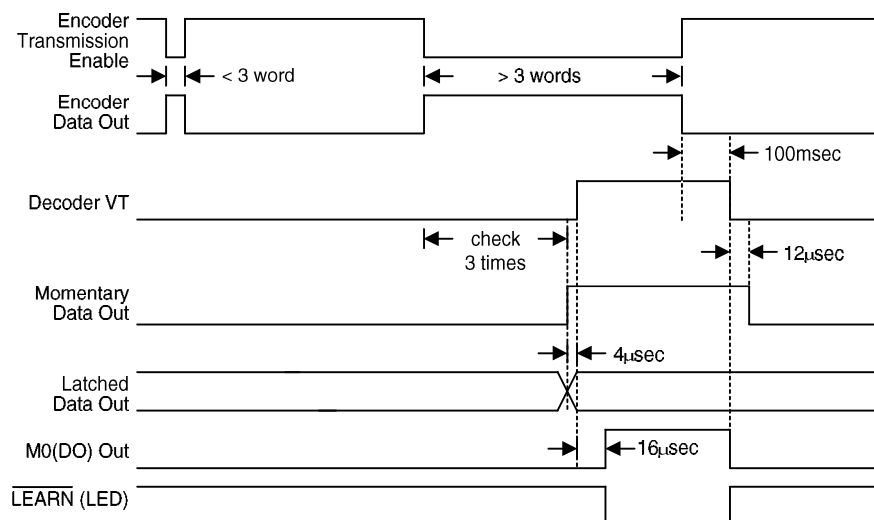 Encoder
Transmission
Enable
< 3 word
> 3 words
Encoder
Data Out
100msec
Decoder VT
check
3 times
12μsec
Momentary
Data Out
4μsec
Latched
Data Out
M0(DO) Out
16μsec
LEARN (LED)